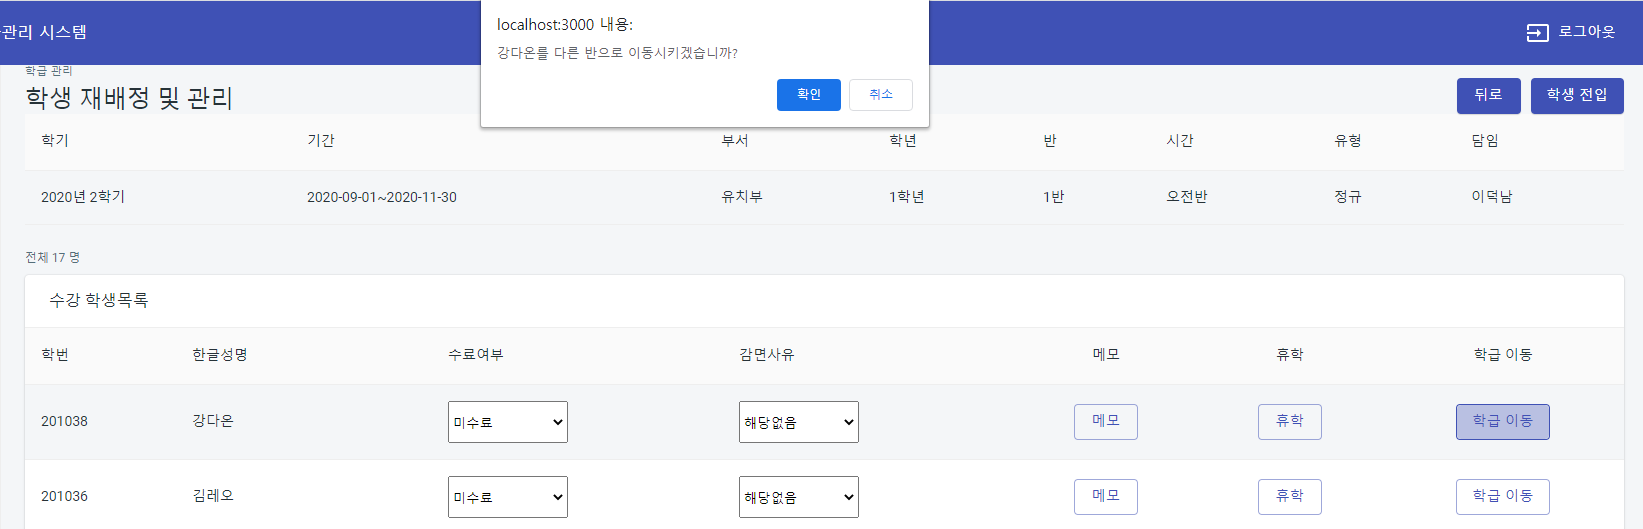 관리 시스템
로그아웃
localhost:3000 내용:
강다온를 다른 반으로 이동시키겠습니까?
확인 취소
학급 관리
학생 재배정 및 관리
뒤로 학생 전입
학기 기간 부서 학년 반 시간 유형 담임
2020년 2학기 2020-09-01~2020-11-30 유치부 1학년 1반 오전반 정규 이덕남
전체 17 명
수강 학생목록
학번 한글성명 수료여부 감면사유 메모 휴학 학급 이동
201038 강다온 미수료 해당없음 메모 휴학 학급 이동
201036 김레오 미수료 해당없음 메모 휴학 학급 이동